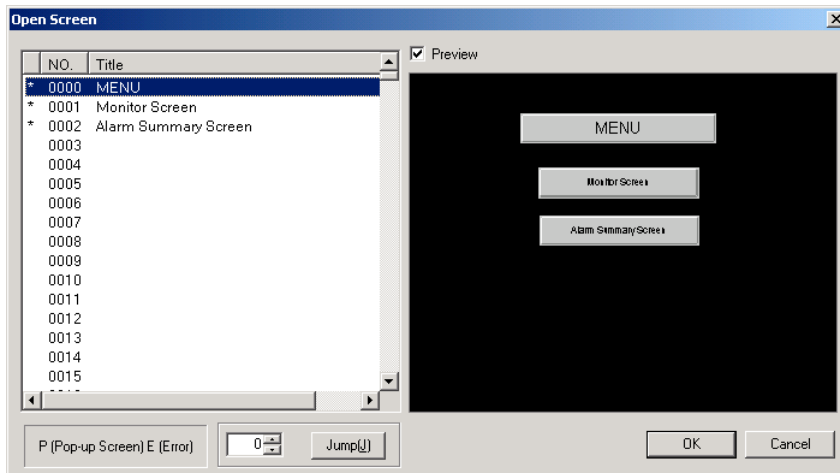 Open Screen
NO. Title
* 0000 MENU
* 0001 Monitor Screen
* 0002 Alarm Summary Screen
0003
0004
0005
0006
0007
0008
0009
0010
0011
0012
0013
0014
0015
P (Pop-up Screen) E (Error)
0
Jump(J)
Preview
MENU
Monitor Screen
Alarm Summary Screen
OK
Cancel